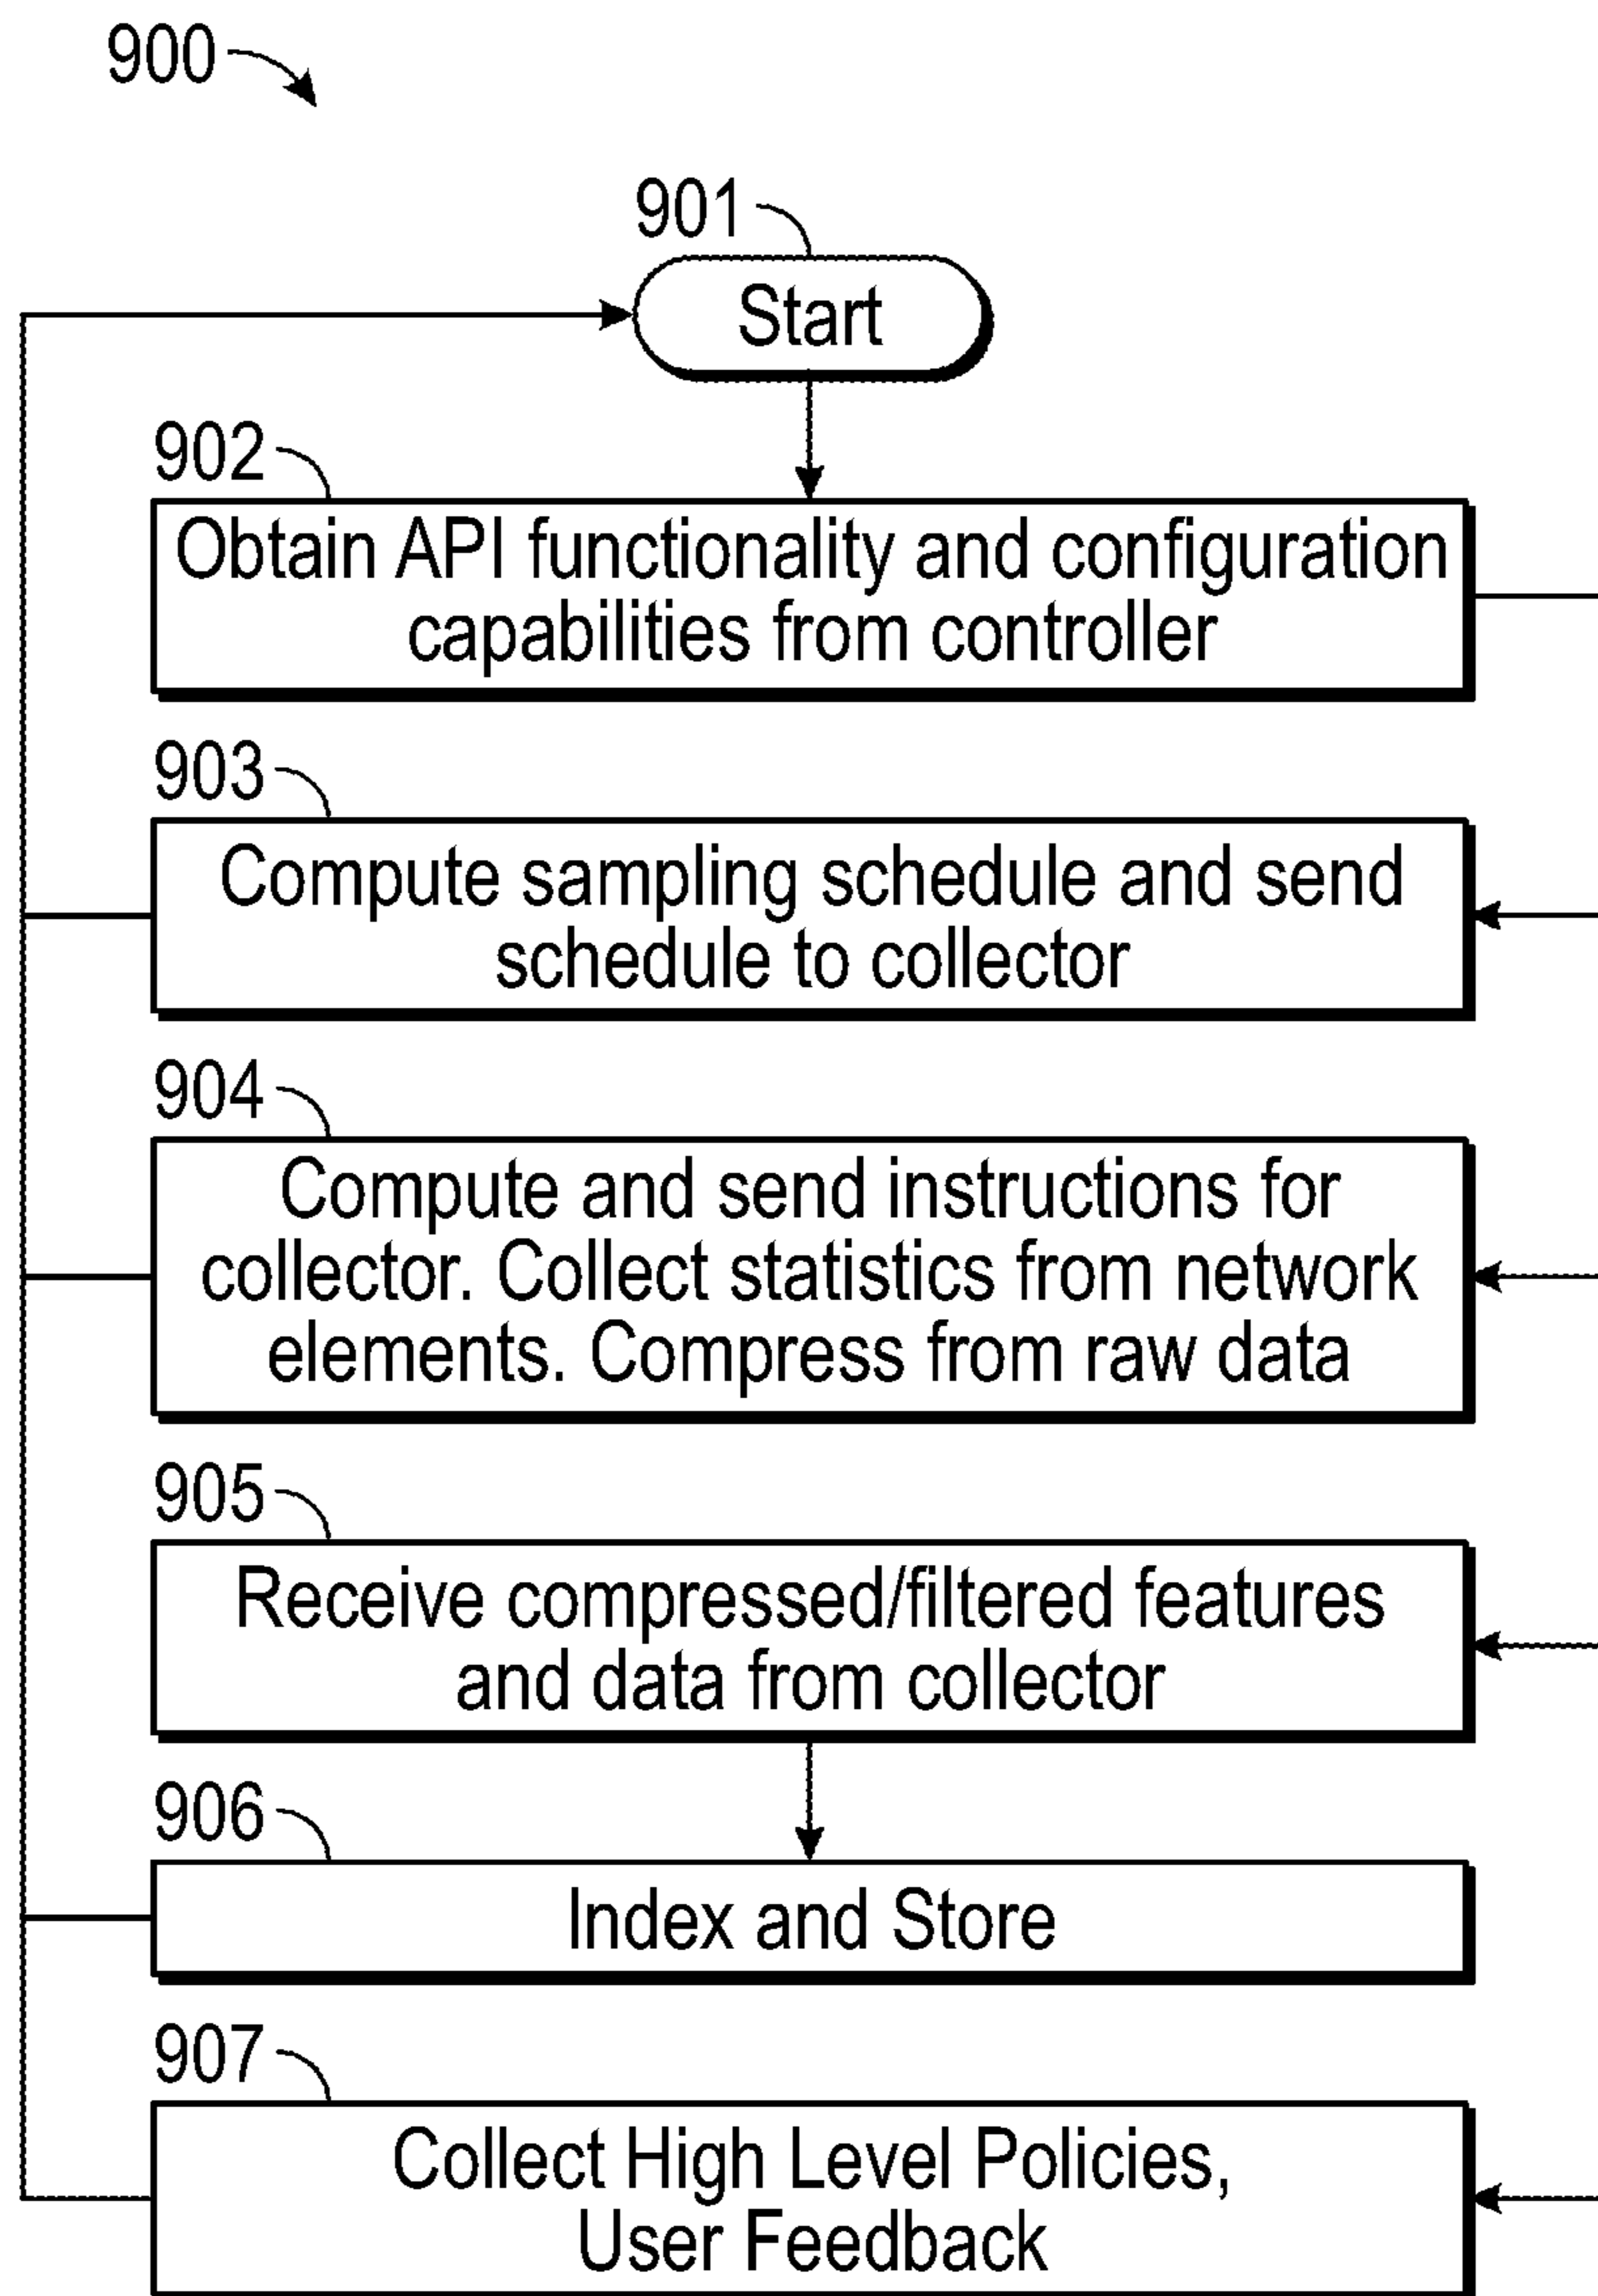 900
901
Start
902
Obtain API functionality and configuration
capabilities from controller
903
Compute sampling schedule and send
schedule to collector
904
Compute and send instructions for
collector. Collect statistics from network
elements. Compress from raw data
905
Receive compressed/filtered features
and data from collector
906
Index and Store
907
Collect High Level Policies,
User Feedback